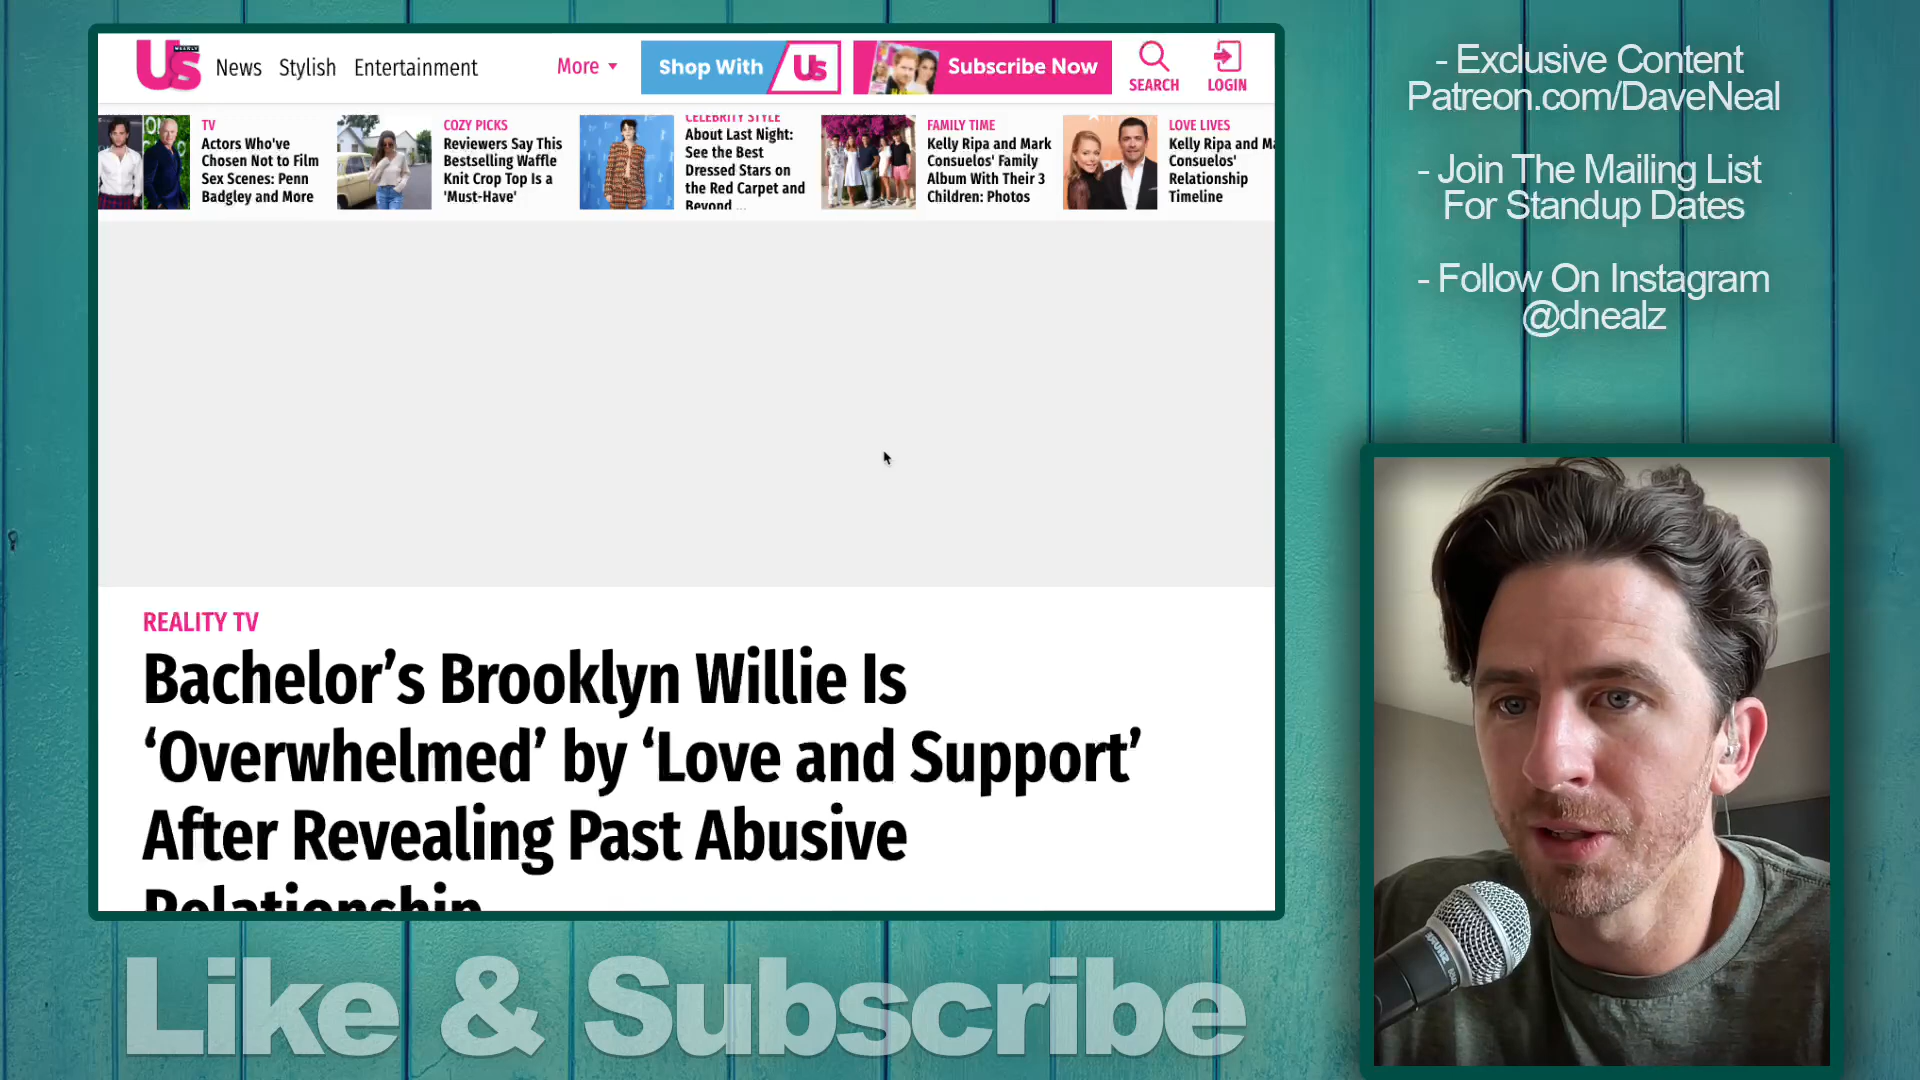 Us
WEEKLY
News Stylish Entertainment
More
Shop With Us
Subscribe Now
SEARCH
LOGIN
TV
Actors Who've
Chosen Not to Film
Sex Scenes: Penn
Badgley and More
COZY PICKS
Reviewers Say This
Bestselling Waffle
Knit Crop Top Is a
'Must-Have'
CELEBRITY STYLE
About Last Night:
See the Best
Dressed Stars on
the Red Carpet and
Beyond ...
FAMILY TIME
Kelly Ripa and Mark
Consuelos' Family
Album With Their 3
Children: Photos
LOVE LIVES
Kelly Ripa and Ma
Consuelos'
Relationship
Timeline
REALITY TV
Bachelor’s Brooklyn Willie Is
‘Overwhelmed’ by ‘Love and Support’
After Revealing Past Abusive
Relationship
- Exclusive Content
Patreon.com/DaveNeal
- Join The Mailing List
For Standup Dates
- Follow On Instagram
@dnealz
SHURE
Like & Subscribe